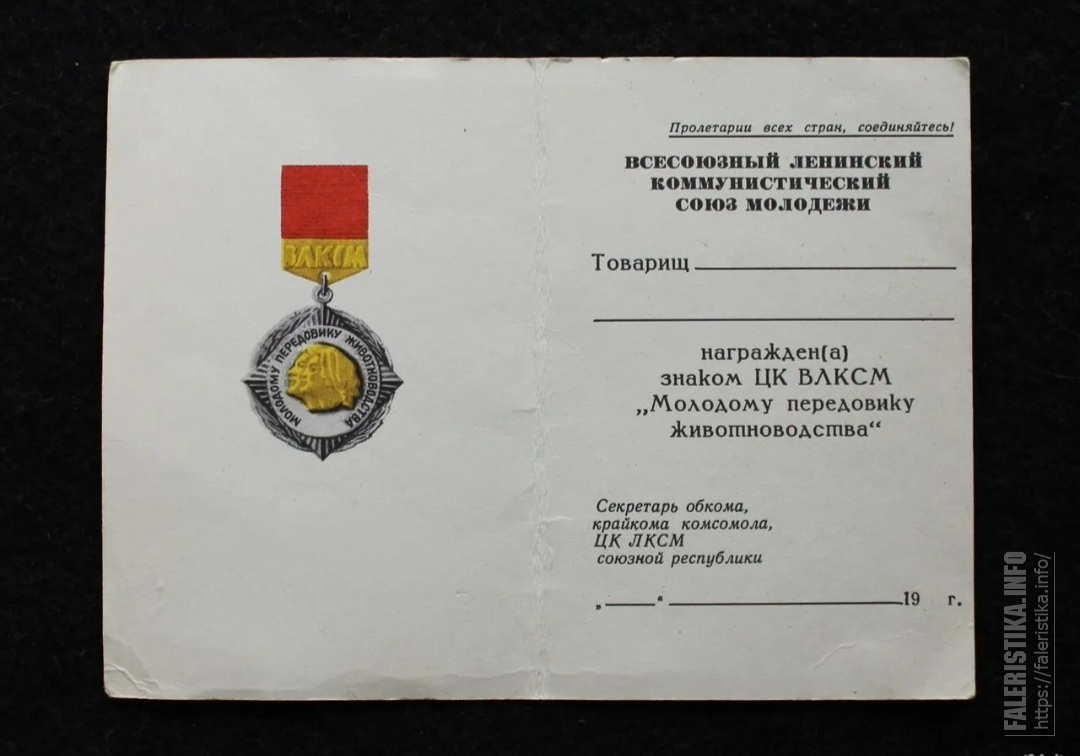 ВЛКСМ
МОЛОДОМУ ПЕРЕДОВИКУ ЖИВОТНОВОДСТВА
Пролетарии всех стран, соединяйтесь!
ВСЕСОЮЗНЫЙ ЛЕНИНСКИЙ
КОММУНИСТИЧЕСКИЙ
СОЮЗ МОЛОДЕЖИ
Товарищ
награжден(а)
знаком ЦК ВЛКСМ
„Молодому передовику
животноводства“
Секретарь обкома,
крайкома комсомола,
ЦК ЛКСМ
союзной республики
„ “ 19 г.
FALERISTIKA.INFO
https://faleristika.info/